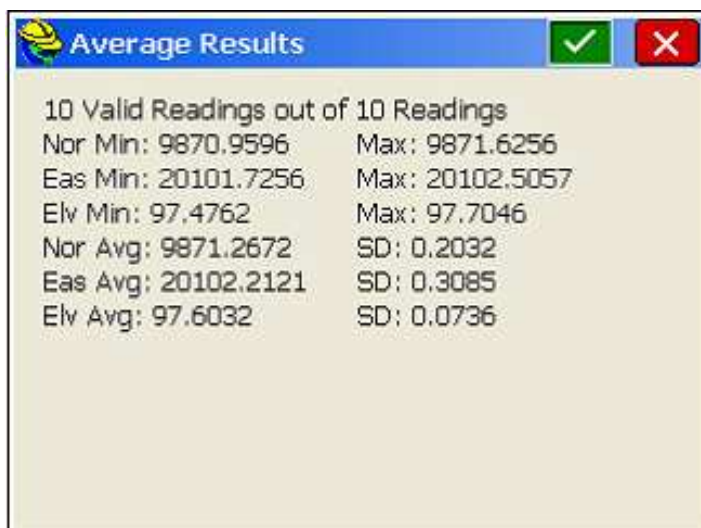 Average Results
10 Valid Readings out of 10 Readings
Nor Min: 9870.9596 Max: 9871.6256
Eas Min: 20101.7256 Max: 20102.5057
Elv Min: 97.4762 Max: 97.7046
Nor Avg: 9871.2672 SD: 0.2032
Eas Avg: 20102.2121 SD: 0.3085
Elv Avg: 97.6032 SD: 0.0736